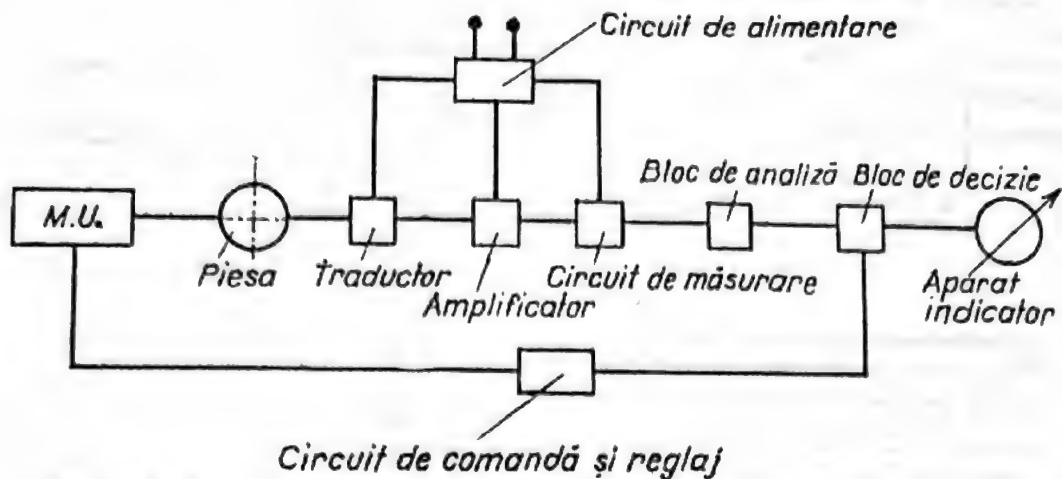 Circuit de alimentare
Bloc de analiză Bloc de decizie
M.U.
Piesa
Traductor
Amplificator
Circuit de măsurare
Aparat
indicator
Circuit de comandă și reglaj